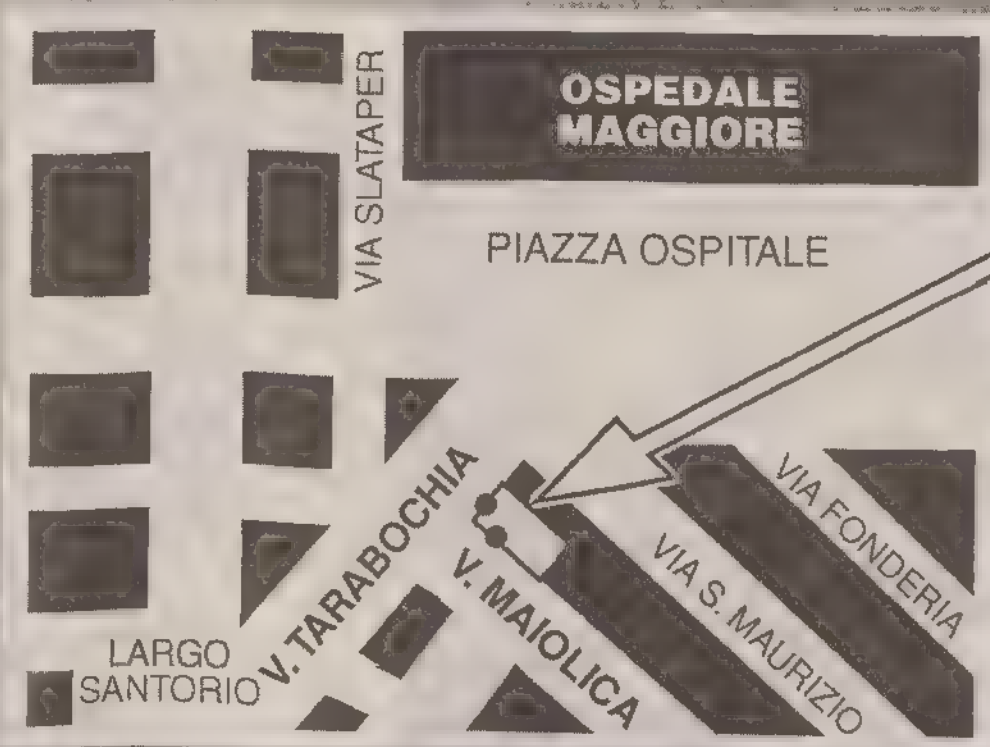 OSPEDALE
MAGGIORE
VIA SLATAPER
PIAZZA OSPITALE
V. TARABOCHIA
V. MAIOLICA
VIA S. MAURIZIO
VIA FONDERIA
LARGO
SANTORIO